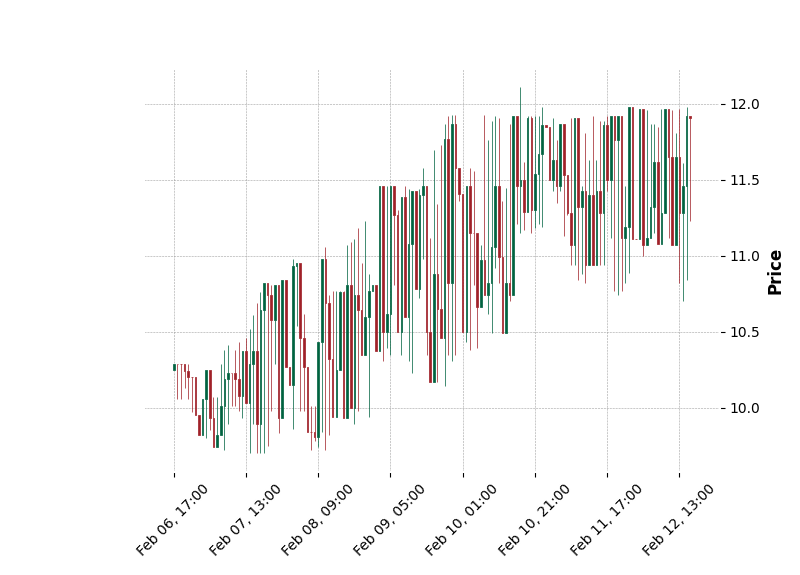 12.0
11.5
11.0
10.5
10.0
Price
Feb 06, 17:00
Feb 07, 13:00
Feb 08, 09:00
Feb 09, 05:00
Feb 10, 01:00
Feb 10, 21:00
Feb 11, 17:00
Feb 12, 13:00